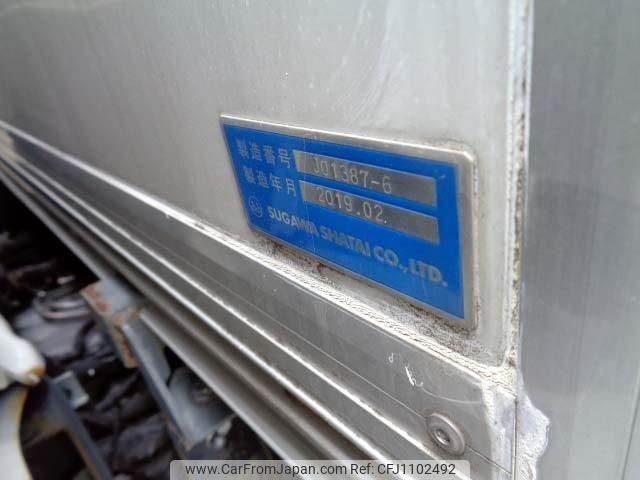 製造番号 J01387-6
製造年月 2019.02.
SUGAWA SHATAI CO.,LTD.
www.CarFromJapan.com Ref:CFJ1102492